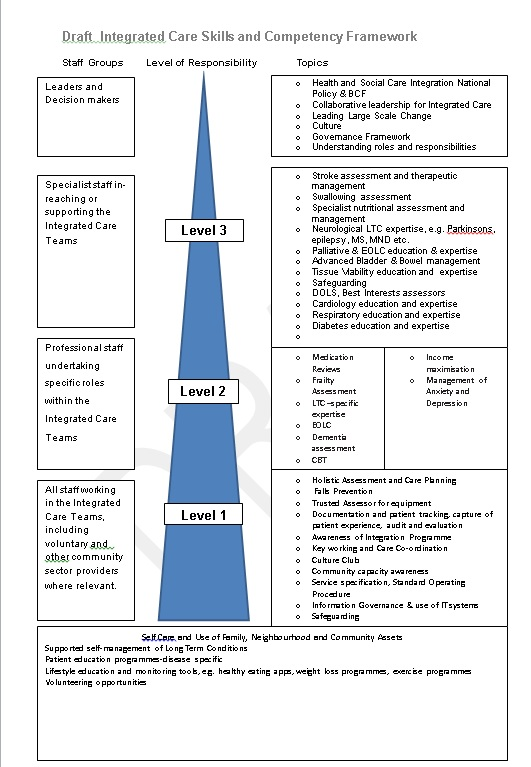 Draft Integrated Care Skills and Competency Framework
Staff Groups Level of Responsibility Topics
Leaders and
Decision makers
o Health and Social Care Integration National
Policy & BCF
o Collaborative leadership for Integrated Care
o Leading Large Scale Change
o Culture
o Governance Framework
o Understanding roles and responsibilities
Specialist staff in-
reaching or
supporting the
Integrated Care
Teams
Level 3
o Stroke assessment and therapeutic
management
o Swallowing assessment
o Specialist nutritional assessment and
management
o Neurological LTC expertise, e.g. Parkinsons,
epilepsy, MS, MND etc.
o Palliative & EOLC education & expertise
o Advanced Bladder & Bowel management
o Tissue Viability education and expertise
o Safeguarding
o DOLS, Best Interests assessors
o Cardiology education and expertise
o Respiratory education and expertise
o Diabetes education and expertise
o
Professional staff
undertaking
specific roles
within the
Integrated Care
Teams
Level 2
o Medication
Reviews
o Frailty
Assessment
o LTC-specific
expertise
o EOLC
o Dementia
assessment
o CBT
o Income
maximisation
o Management of
Anxiety and
Depression
All staff working
in the Integrated
Care Teams,
including
voluntary and
other community
sector providers
where relevant.
Level 1
o Holistic Assessment and Care Planning
o Falls Prevention
o Trusted Assessor for equipment
o Documentation and patient tracking, capture of
patient experience, audit and evaluation
o Awareness of Integration Programme
o Key working and Care Co-ordination
o Culture Club
o Community capacity awareness
o Service specification, Standard Operating
Procedure
o Information Governance & use of IT systems
o Safeguarding
Self Care and Use of Family, Neighbourhood and Community Assets
Supported self-management of Long Term Conditions
Patient education programmes-disease specific
Lifestyle education and monitoring tools, e.g. healthy eating apps, weight loss programmes, exercise programmes
Volunteering opportunities